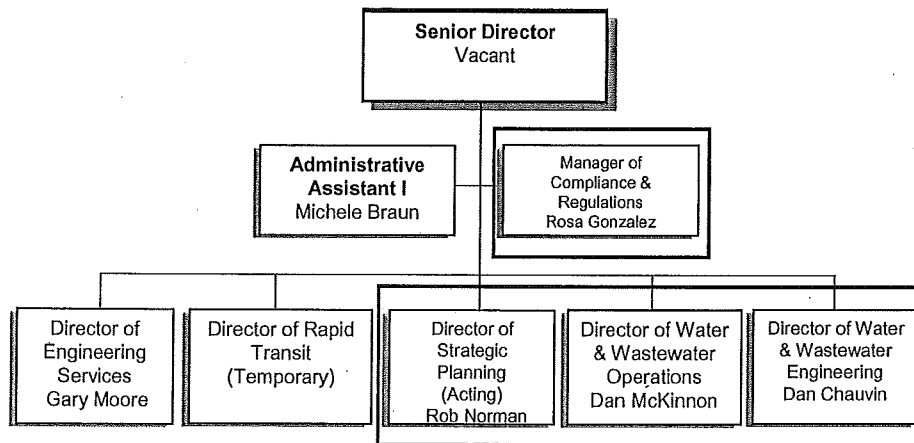 Senior Director
Vacant
Administrative
Assistant I
Michele Braun
Manager of
Compliance &
Regulations
Rosa Gonzalez
Director of
Engineering
Services
Gary Moore
Director of Rapid
Transit
(Temporary)
Director of
Strategic
Planning
(Acting)
Rob Norman
Director of Water
& Wastewater
Operations
Dan McKinnon
Director of Water
& Wastewater
Engineering
Dan Chauvin